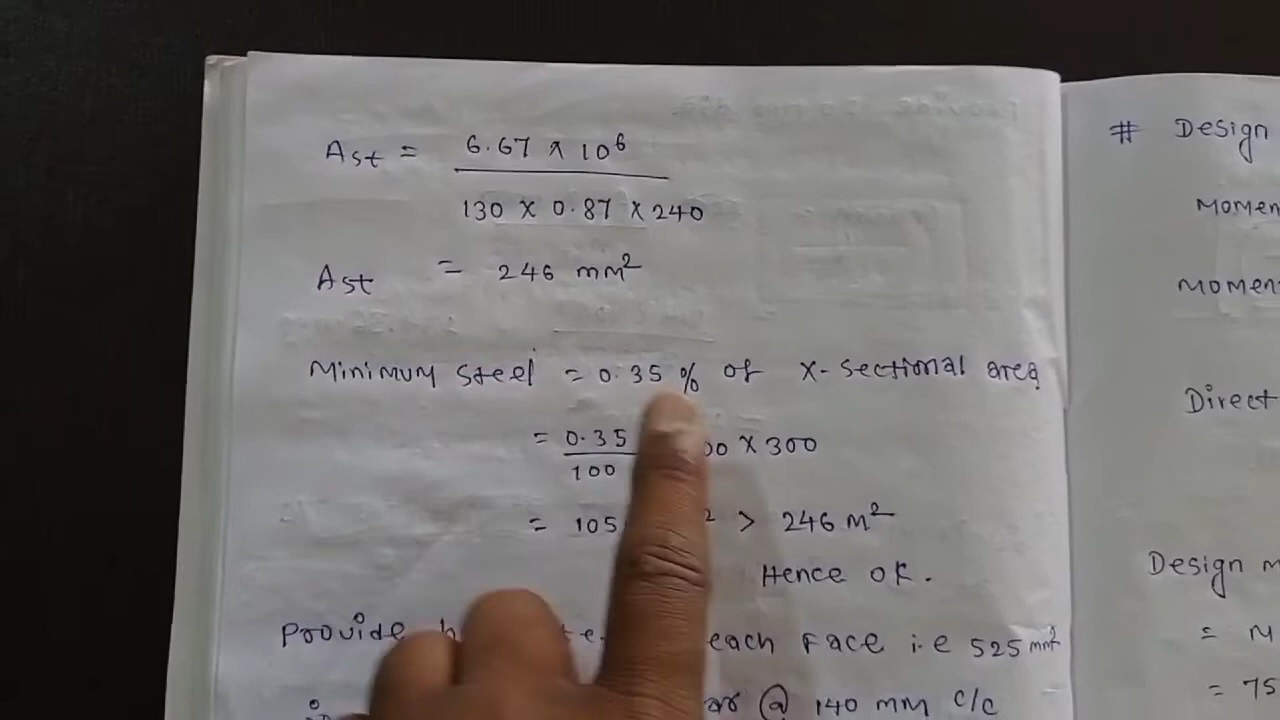 Ast = 6.67 × 10⁶
130 × 0.87 × 240
Ast = 246 mm²
Minimum steel = 0.35 % of x-sectional area
= 0.35 / 100 00 × 300
= 105 ² > 246 m²
Hence OK.
Provide each face i.e 525 mm²
@ 140 mm c/c
# Design
Momen
Momen
Direct
Design m
= M
= 75